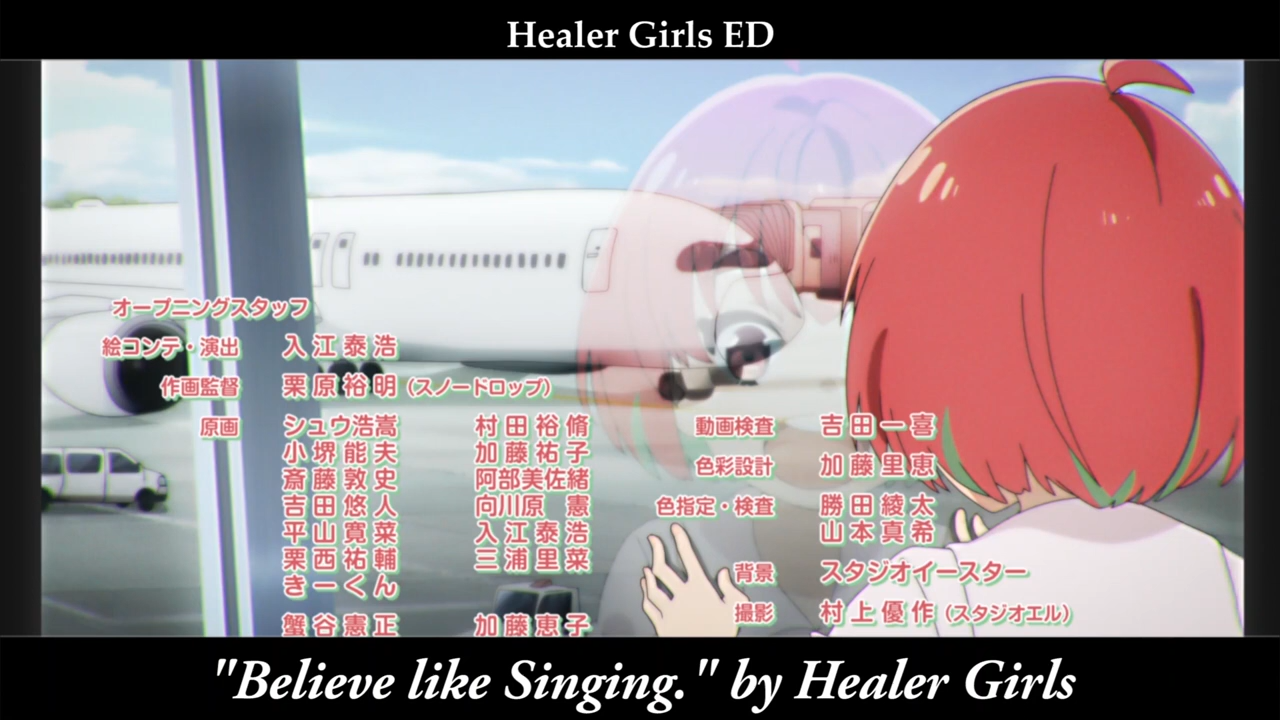 Healer Girls ED
オープニングスタッフ
絵コンテ・演出 入江泰浩
作画監督 栗原裕明(スノードロップ)
原画 シュウ浩嵩 村田裕脩
小堺能夫 加藤祐子
斎藤敦史 阿部美佐緒
吉田悠人 向川原 憲
平山寛菜 入江泰浩
栗西祐輔 三浦里菜
きーくん
蟹谷憲正 加藤恵子
動画検査 吉田一喜
色彩設計 加藤里恵
色指定・検査 勝田綾太
山本真希
背景 スタジオイースター
撮影 村上優作(スタジオエル)
"Believe like Singing." by Healer Girls